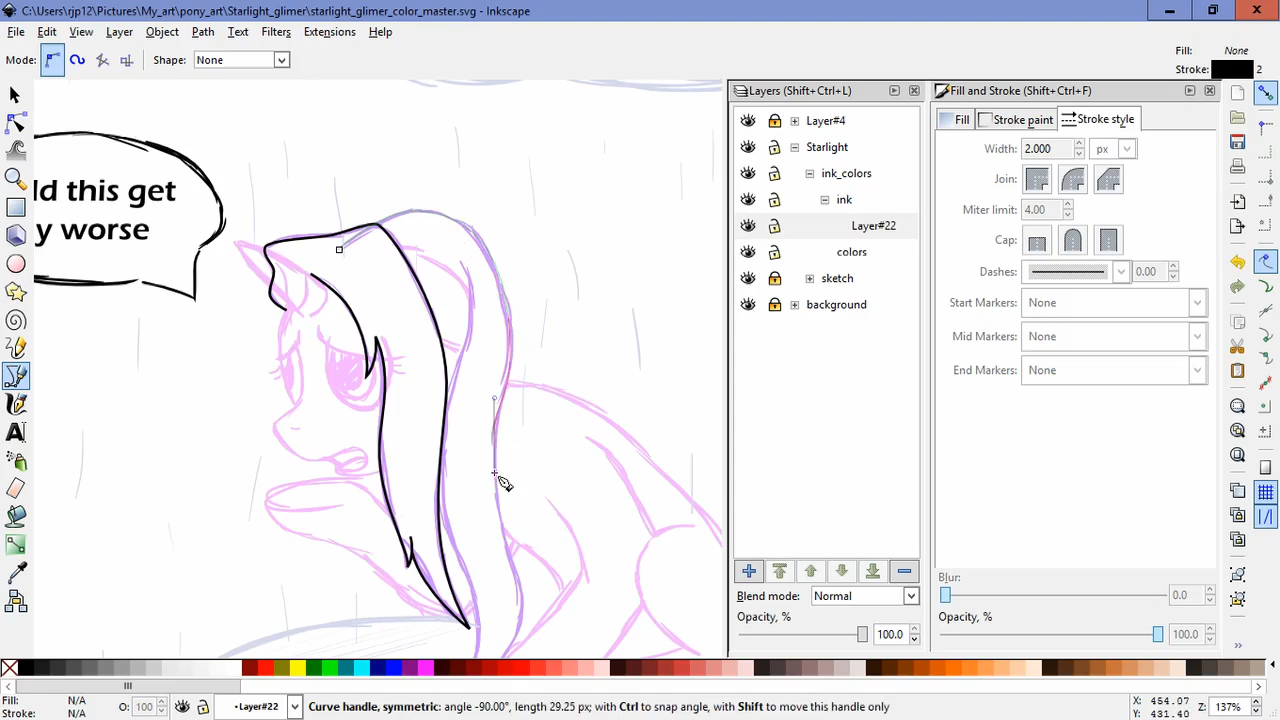 C:\Users\rjp12\Pictures\My_art\pony_art\Starlight_glimer\starlight_glimer_color_master.svg - Inkscape
File Edit View Layer Object Path Text Filters Extensions Help
Mode: Shape: None
Fill: None
Stroke: 2
Layers (Shift+Ctrl+L)
Fill and Stroke (Shift+Ctrl+F)
Layer#4
Starlight
ink_colors
ink
Layer#22
colors
sketch
background
Fill Stroke paint Stroke style
Width: 2.000 px
Join:
Miter limit: 4.00
Cap:
Dashes: 0.00
Start Markers: None
Mid Markers: None
End Markers: None
ld this get
y worse
Blend mode: Normal
Opacity, %
100.0
Blur:
0.0
Opacity, %
100.0
Fill: N/A
Stroke: N/A
O: 100
•Layer#22
Curve handle, symmetric: angle -90.00°, length 29.25 px; with Ctrl to snap angle, with Shift to move this handle only
X: 454.07
Y: 481.40
Z: 137%